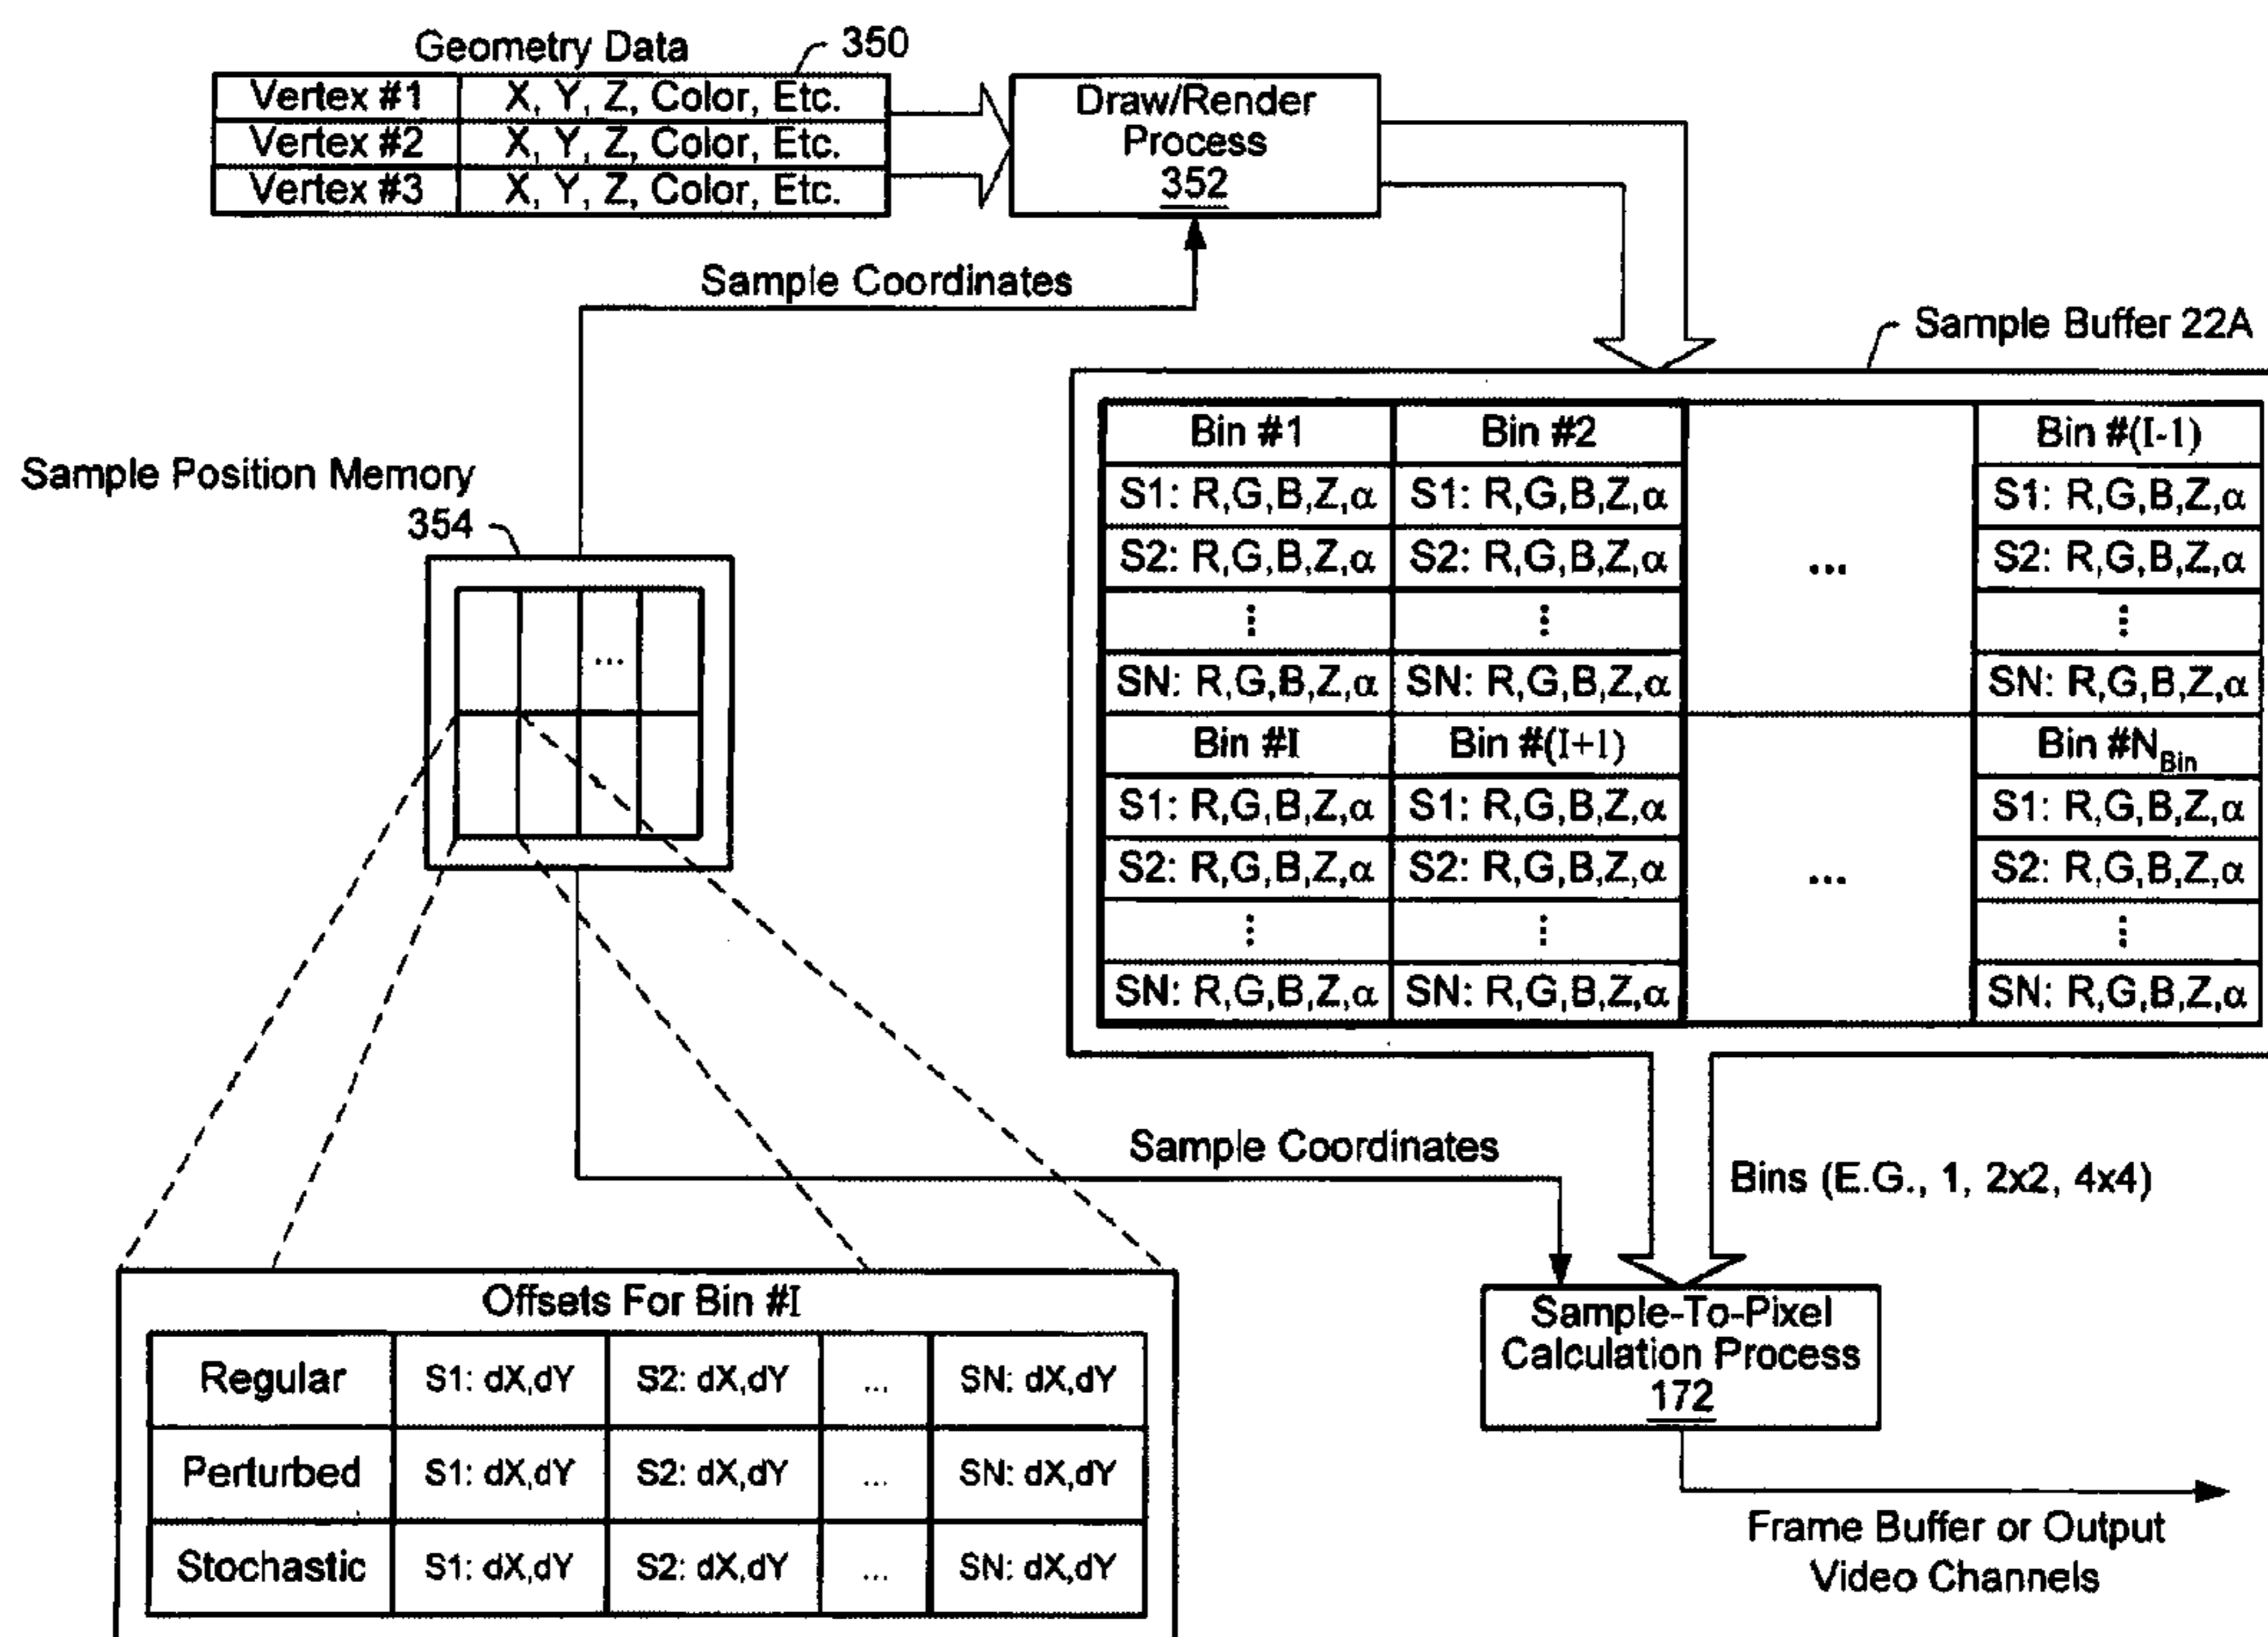 Geometry Data
350
Vertex #1 X, Y, Z, Color, Etc.
Vertex #2 X, Y, Z, Color, Etc.
Vertex #3 X, Y, Z, Color, Etc.
Draw/Render
Process
352
Sample Coordinates
Sample Buffer 22A
Sample Position Memory
354
...
Bin #1 Bin #2 Bin #(I-1)
S1: R,G,B,Z,α S1: R,G,B,Z,α S1: R,G,B,Z,α
S2: R,G,B,Z,α S2: R,G,B,Z,α ... S2: R,G,B,Z,α
⋮ ⋮ ⋮
SN: R,G,B,Z,α SN: R,G,B,Z,α SN: R,G,B,Z,α
Bin #I Bin #(I+1) Bin #N_Bin
S1: R,G,B,Z,α S1: R,G,B,Z,α S1: R,G,B,Z,α
S2: R,G,B,Z,α S2: R,G,B,Z,α ... S2: R,G,B,Z,α
⋮ ⋮ ⋮
SN: R,G,B,Z,α SN: R,G,B,Z,α SN: R,G,B,Z,α
Sample Coordinates
Bins (E.G., 1, 2x2, 4x4)
Offsets For Bin #I
Regular S1: dX,dY S2: dX,dY ... SN: dX,dY
Perturbed S1: dX,dY S2: dX,dY ... SN: dX,dY
Stochastic S1: dX,dY S2: dX,dY ... SN: dX,dY
Sample-To-Pixel
Calculation Process
172
Frame Buffer or Output
Video Channels